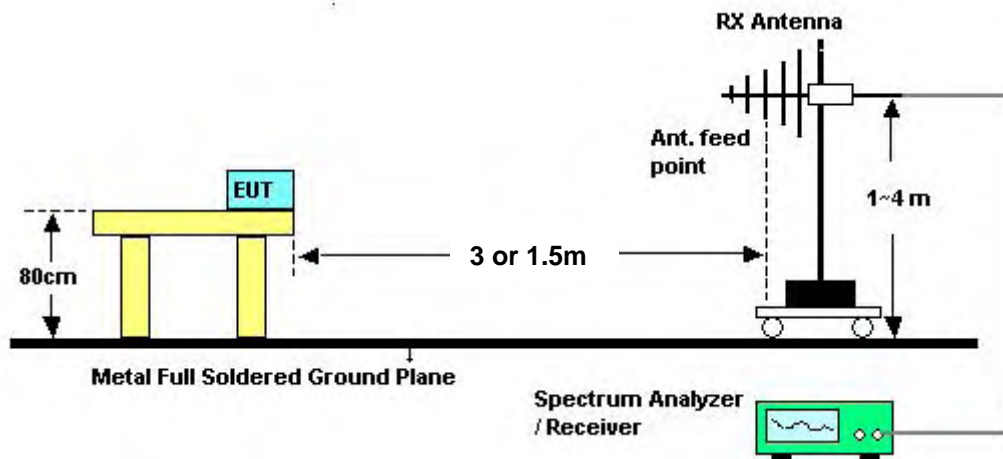 RX Antenna
Ant. feed
point
EUT
1~4 m
3 or 1.5m
80cm
Metal Full Soldered Ground Plane
Spectrum Analyzer
/ Receiver